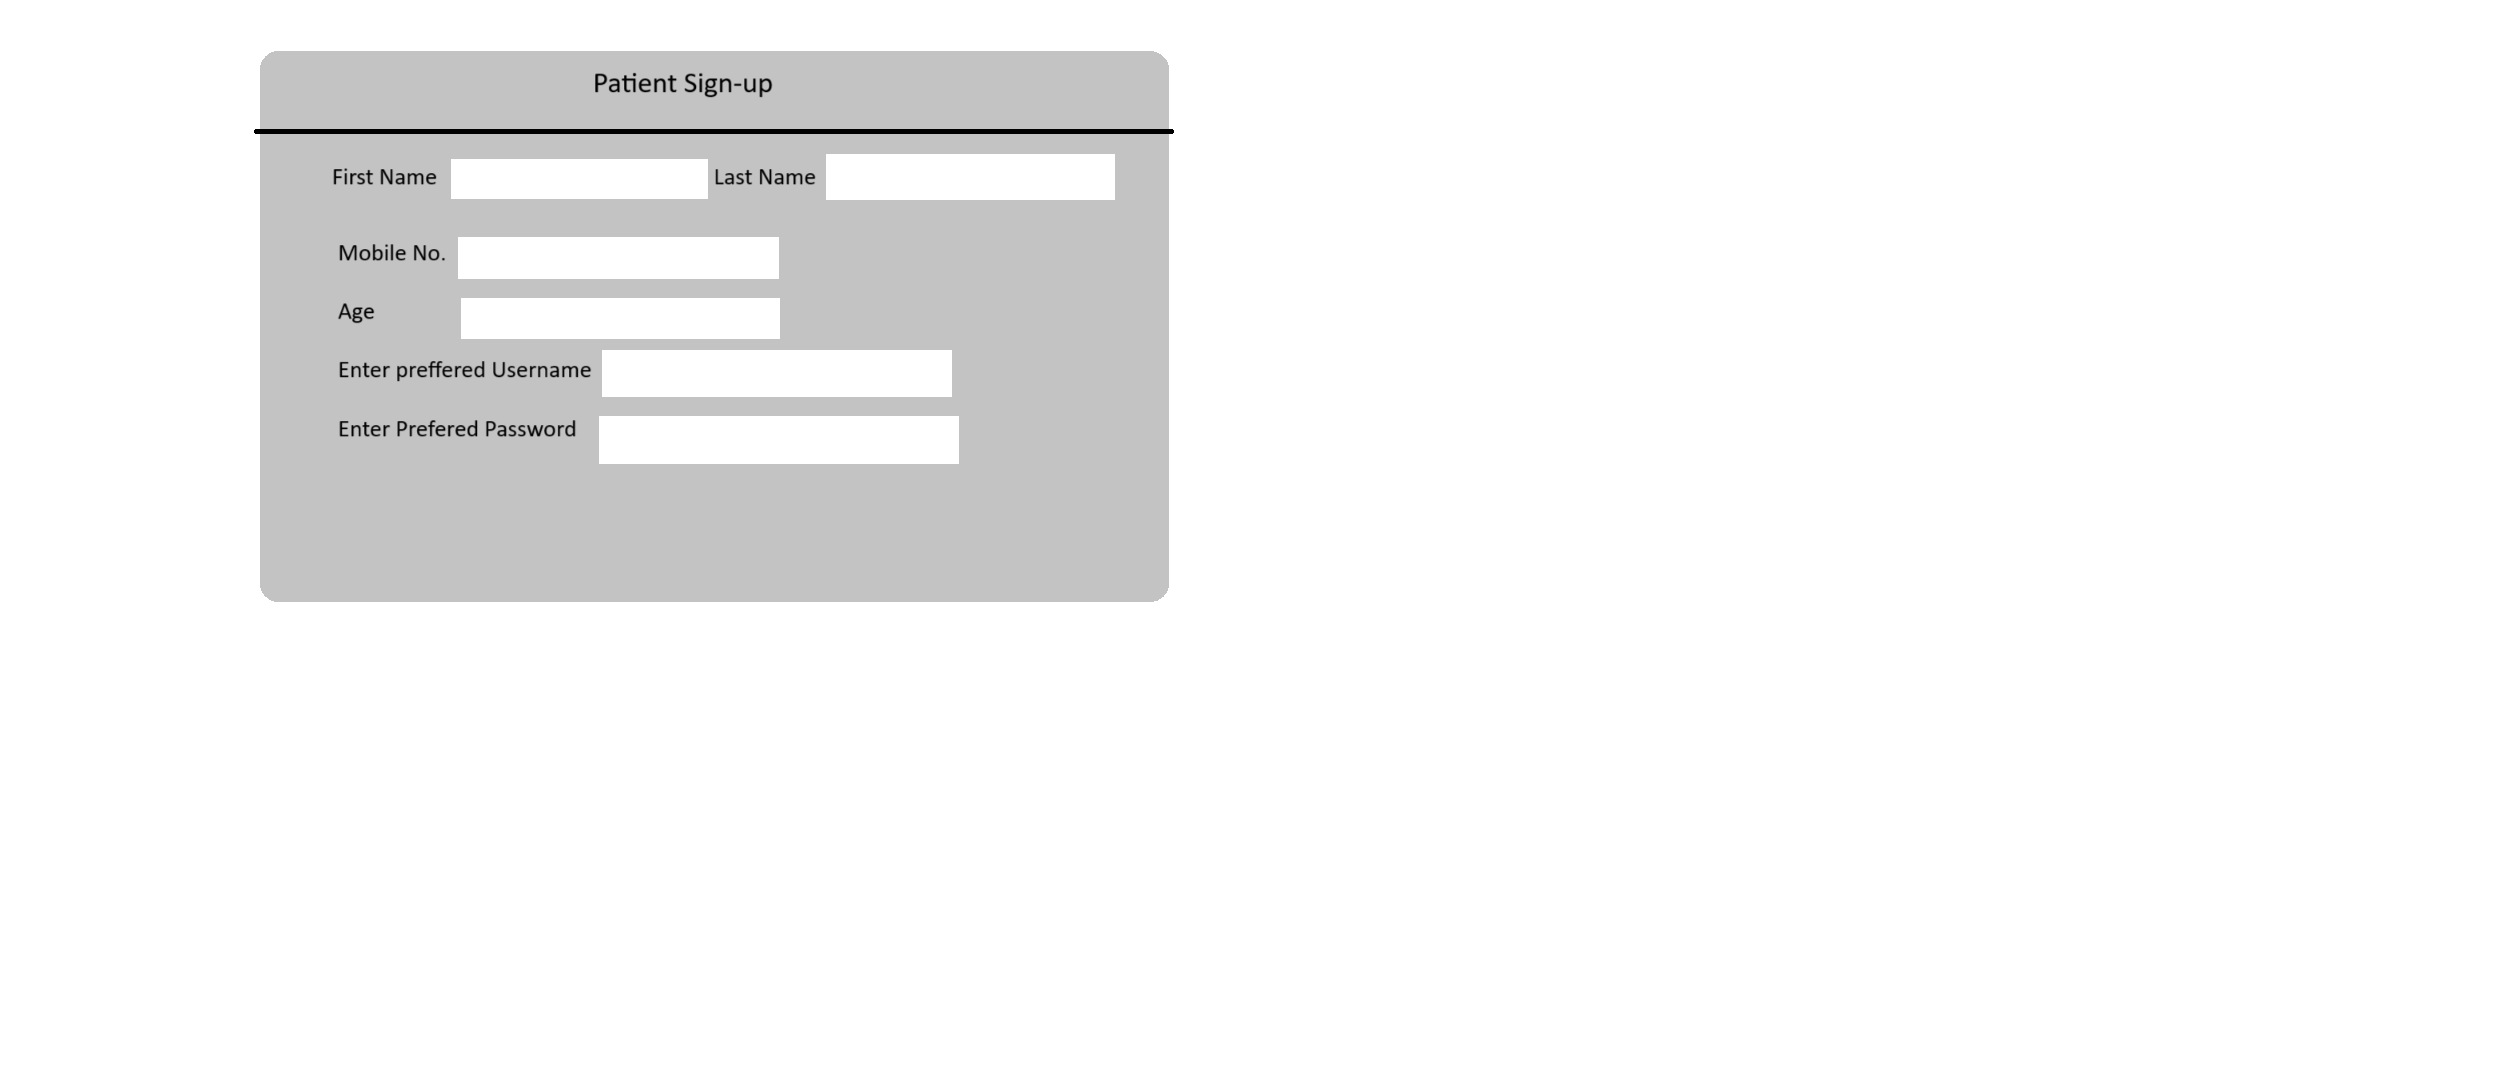 Patient Sign-up
First Name Last Name
Mobile No.
Age
Enter preffered Username
Enter Prefered Password